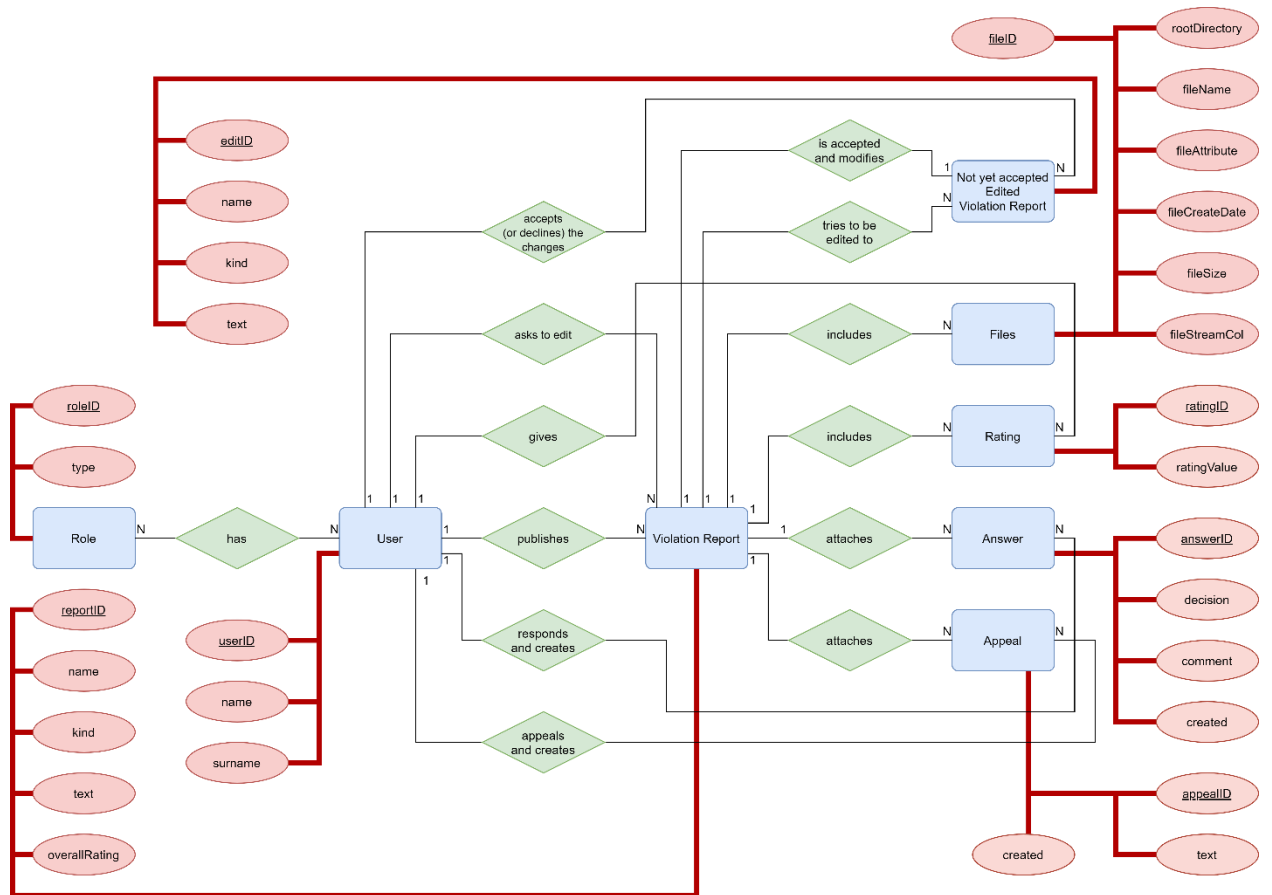 fileID
rootDirectory
fileName
fileAttribute
fileCreateDate
fileSize
fileStreamCol
editID
name
kind
text
is accepted
and modifies
1
N
Not yet accepted
Edited
Violation Report
N
accepts
(or declines) the
changes
tries to be
edited to
asks to edit
N
includes
N
Files
gives
includes
N
Rating
N
ratingID
ratingValue
roleID
type
1
1
1
N
1
1
1
1
Role
N
has
N
User
1
publishes
N
Violation Report
1
attaches
N
Answer
N
answerID
decision
comment
created
1
1
1
responds
and creates
attaches
N
Appeal
N
reportID
name
kind
text
overallRating
userID
name
surname
appeals
and creates
appealID
text
created